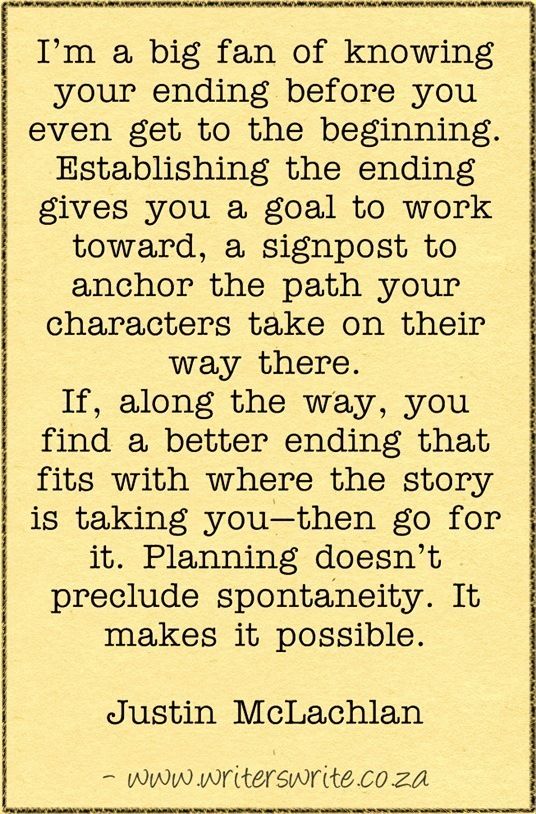 I'm a big fan of knowing
your ending before you
even get to the beginning.
Establishing the ending
gives you a goal to work
toward, a signpost to
anchor the path your
characters take on their
way there.
If, along the way, you
find a better ending that
fits with where the story
is taking you—then go for
it. Planning doesn't
preclude spontaneity. It
makes it possible.
Justin McLachlan
- www.writerswrite.co.za